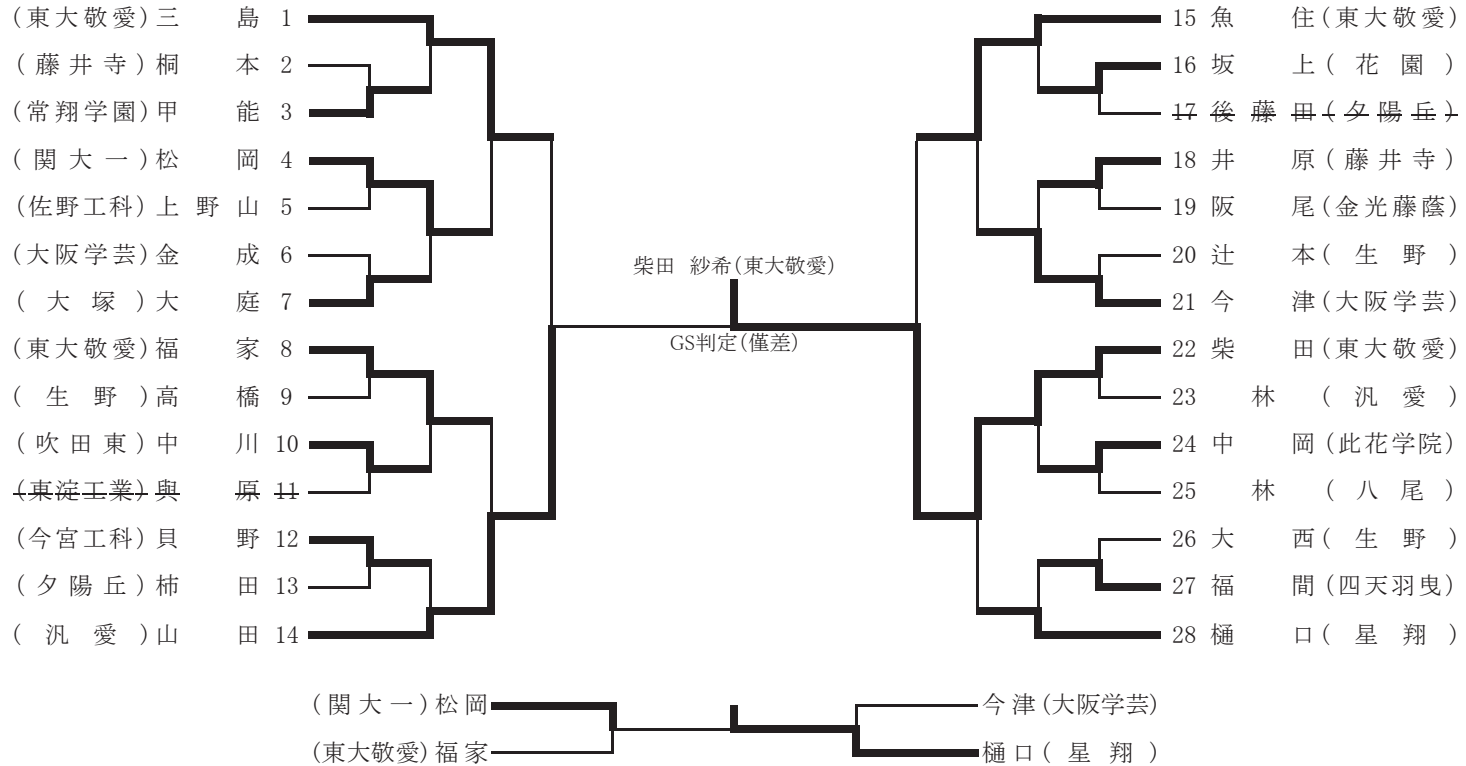 (東大敬愛)三島 1
(藤井寺)桐本 2
(常翔学園)甲能 3
(関大一)松岡 4
(佐野工科)上野山 5
(大阪学芸)金成 6
(大塚)大庭 7
(東大敬愛)福家 8
(生野)高橋 9
(吹田東)中川 10
(東淀工業)與原 11
(今宮工科)貝野 12
(夕陽丘)柿田 13
(汎愛)山田 14
柴田 紗希(東大敬愛)
GS判定(僅差)
15 魚住(東大敬愛)
16 坂上(花園)
17 後藤田(夕陽丘)
18 井原(藤井寺)
19 阪尾(金光藤蔭)
20 辻本(生野)
21 今津(大阪学芸)
22 柴田(東大敬愛)
23 林(汎愛)
24 中岡(此花学院)
25 林(八尾)
26 大西(生野)
27 福間(四天羽曳)
28 樋口(星翔)
(関大一)松岡
(東大敬愛)福家
今津(大阪学芸)
樋口(星翔)